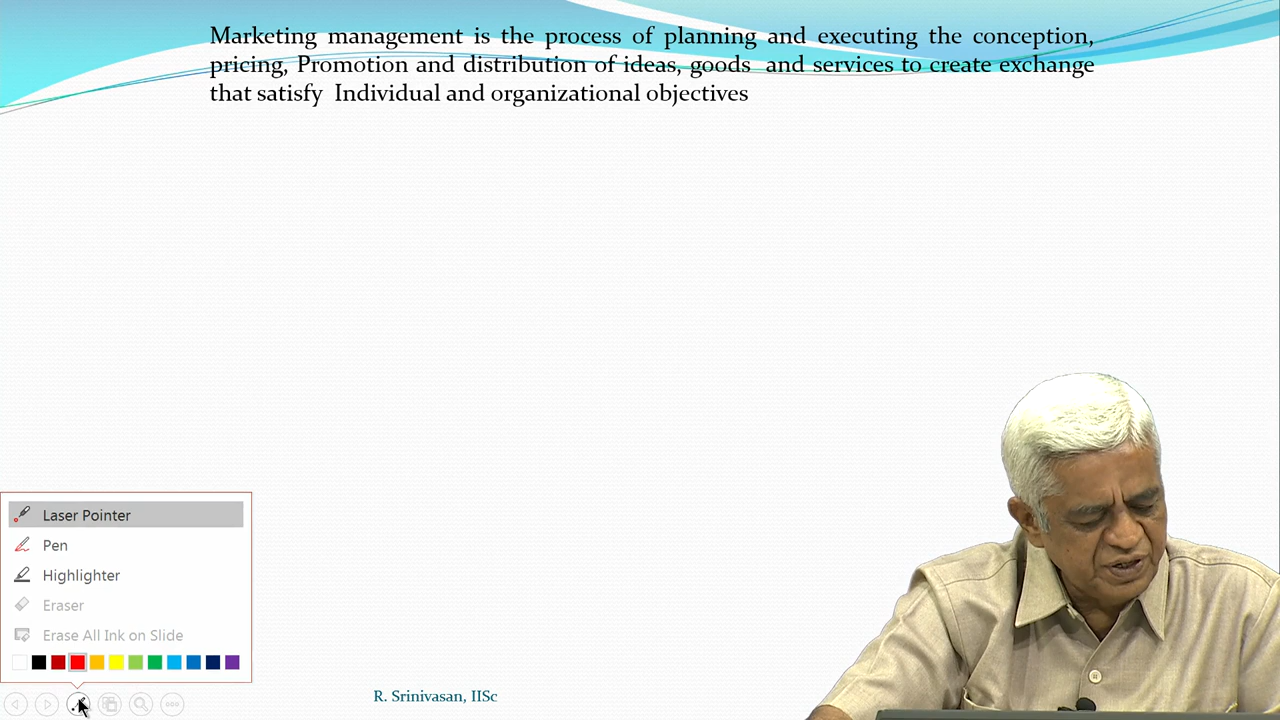 Marketing management is the process of planning and executing the conception,
pricing, Promotion and distribution of ideas, goods and services to create exchange
that satisfy Individual and organizational objectives
Laser Pointer
Pen
Highlighter
Eraser
Erase All Ink on Slide
R. Srinivasan, IISc